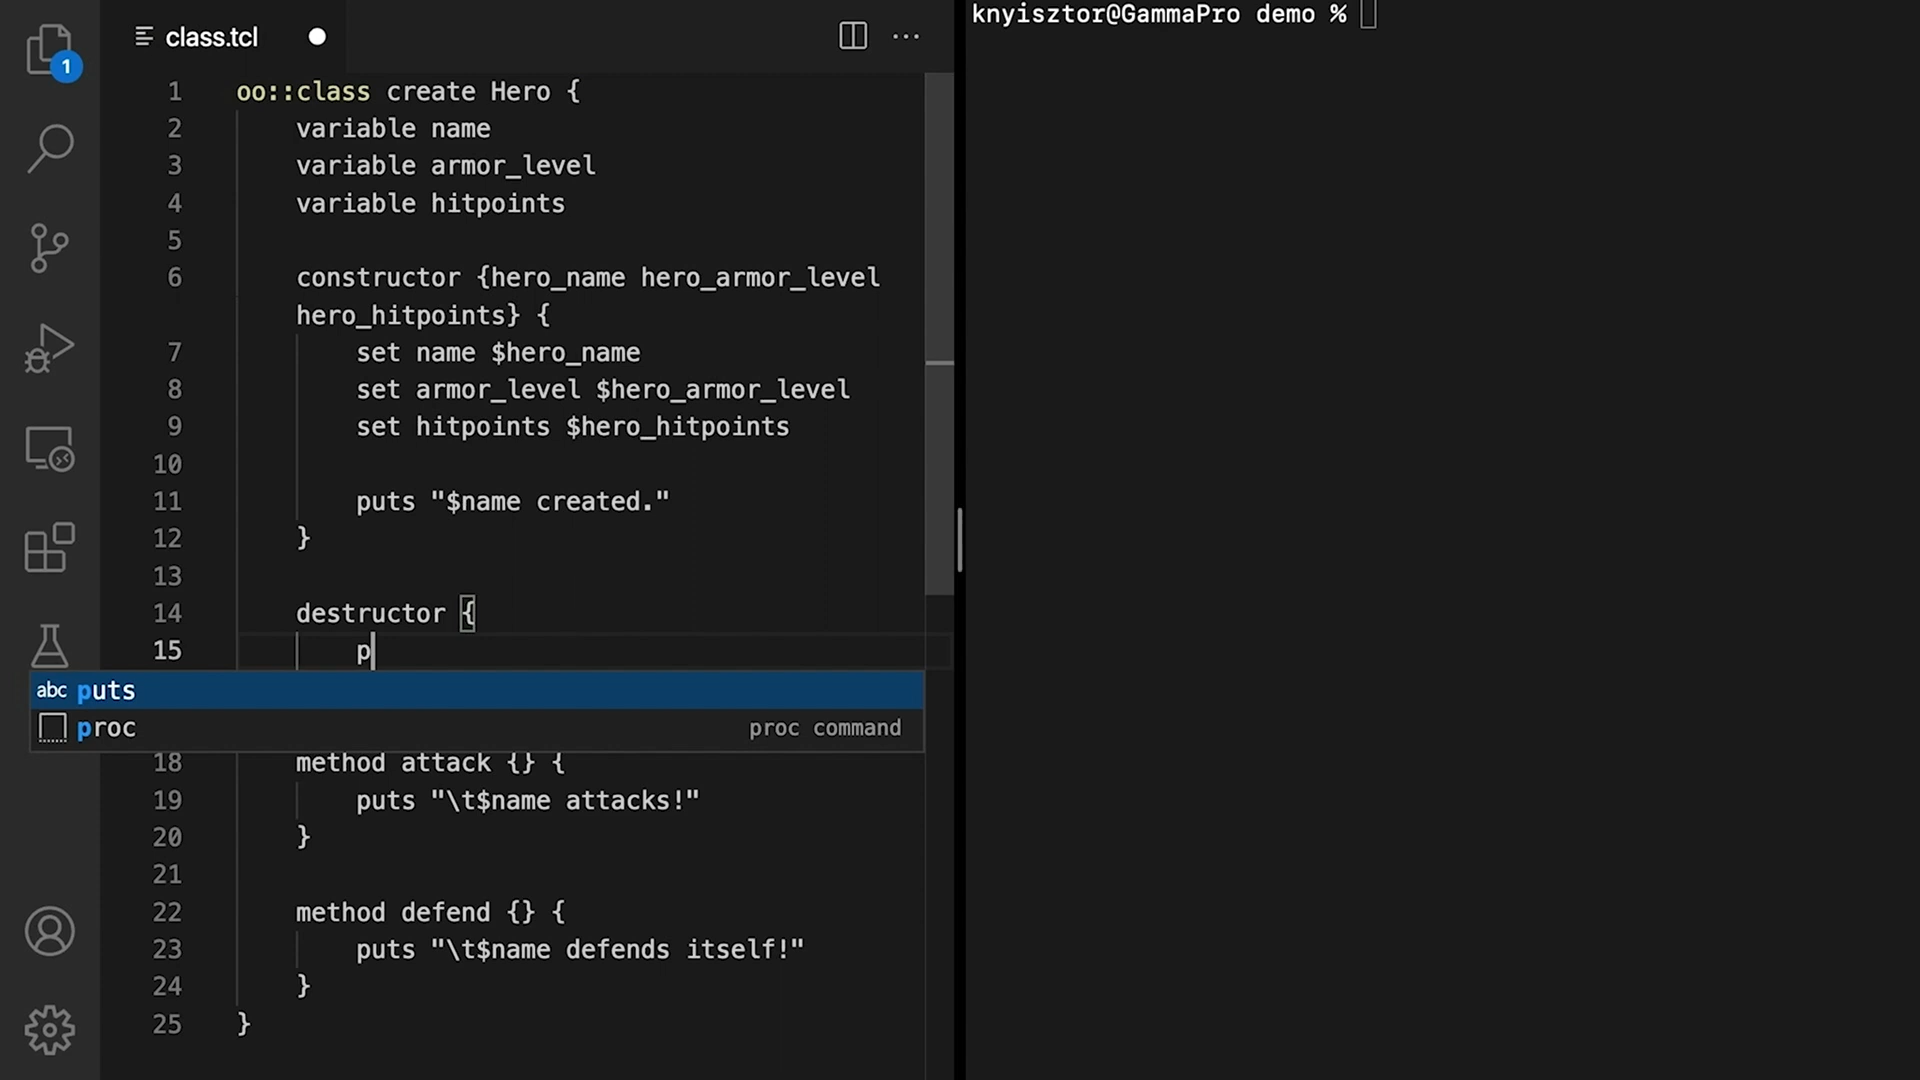 class.tcl
knyisztor@GammaPro demo %
1
1 oo::class create Hero {
2 variable name
3 variable armor_level
4 variable hitpoints
5
6 constructor {hero_name hero_armor_level
hero_hitpoints} {
7 set name $hero_name
8 set armor_level $hero_armor_level
9 set hitpoints $hero_hitpoints
10
11 puts "$name created."
12 }
13
14 destructor {
15 p
abc puts
proc proc command
18 method attack {} {
19 puts "\t$name attacks!"
20 }
21
22 method defend {} {
23 puts "\t$name defends itself!"
24 }
25 }